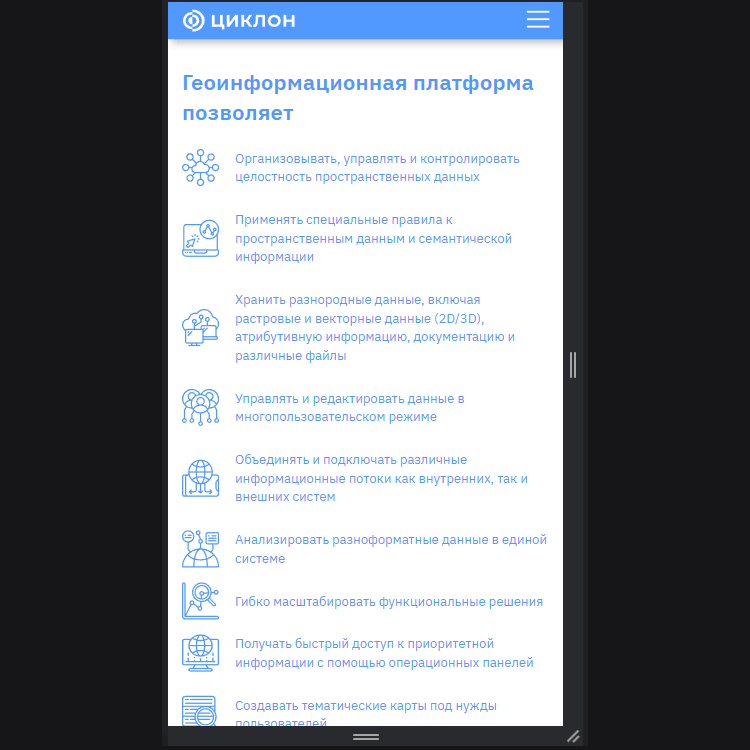 ЦИКЛОН
Геоинформационная платформа
позволяет
Организовывать, управлять и контролировать
целостность пространственных данных
Применять специальные правила к
пространственным данным и семантической
информации
Хранить разнородные данные, включая
растровые и векторные данные (2D/3D),
атрибутивную информацию, документацию и
различные файлы
Управлять и редактировать данные в
многопользовательском режиме
Объединять и подключать различные
информационные потоки как внутренних, так и
внешних систем
Анализировать разноформатные данные в единой
системе
Гибко масштабировать функциональные решения
Получать быстрый доступ к приоритетной
информации с помощью операционных панелей
Создавать тематические карты под нужды
пользователей